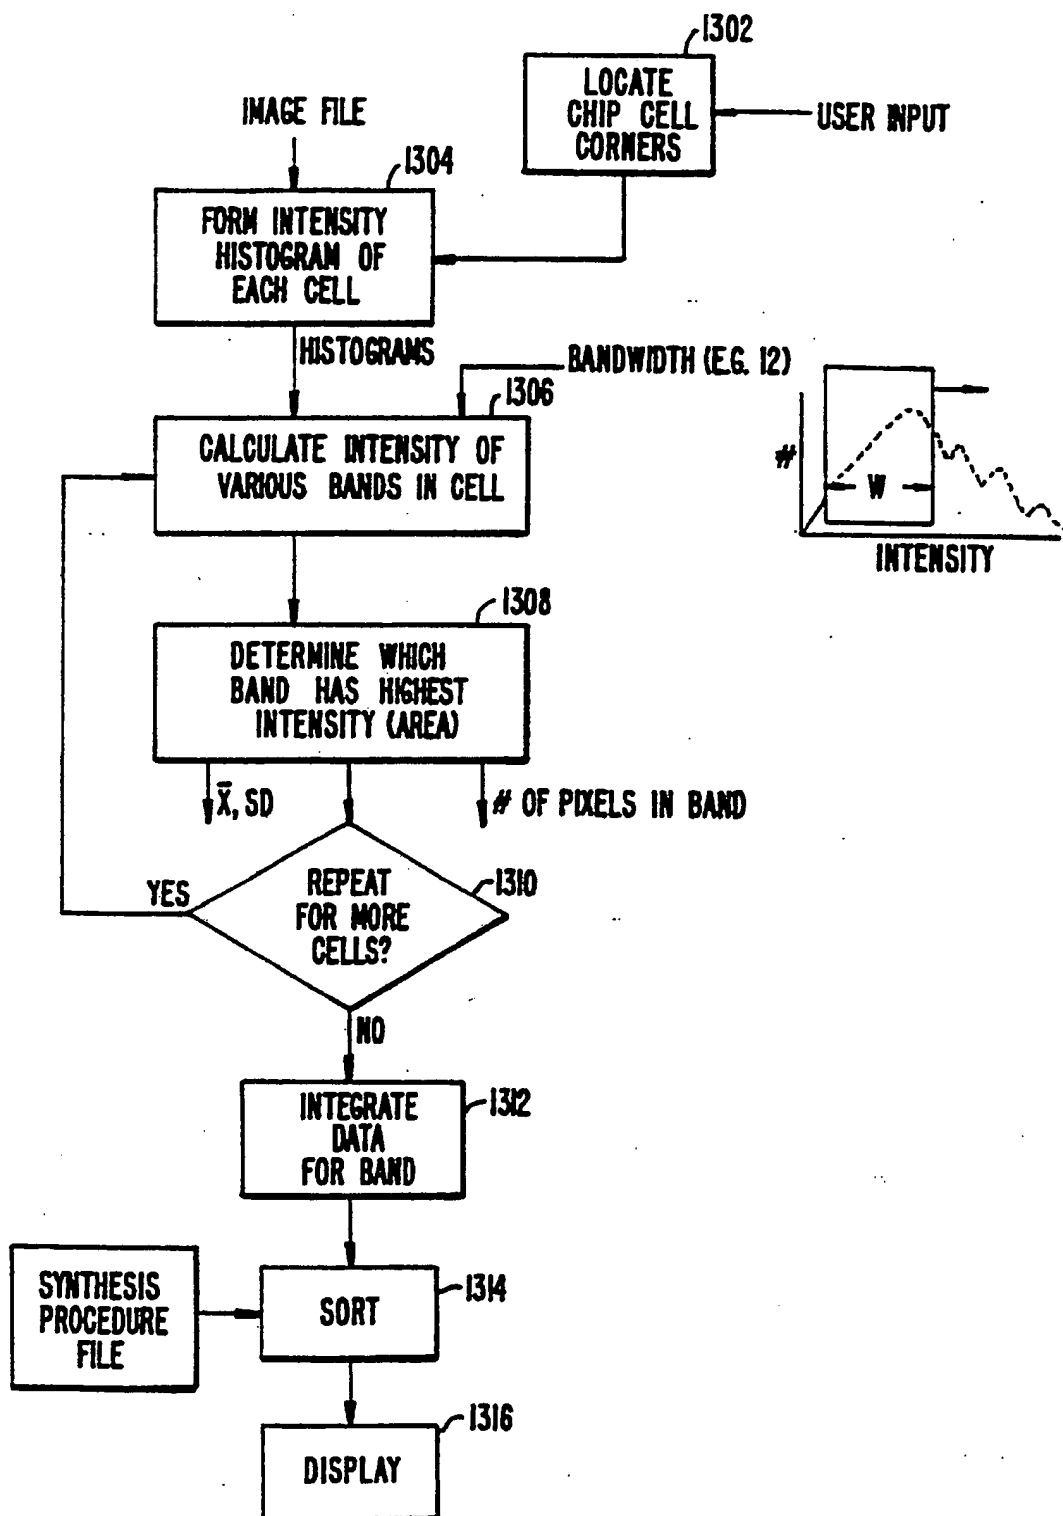 1302
LOCATE
CHIP CELL
CORNERS
USER INPUT
IMAGE FILE
1304
FORM INTENSITY
HISTOGRAM OF
EACH CELL
HISTOGRAMS
BANDWIDTH (E.G. 12)
1306
CALCULATE INTENSITY OF
VARIOUS BANDS IN CELL
#
W
INTENSITY
1308
DETERMINE WHICH
BAND HAS HIGHEST
INTENSITY (AREA)
X̄, SD
# OF PIXELS IN BAND
YES
REPEAT
FOR MORE
CELLS?
1310
NO
INTEGRATE
DATA
FOR BAND
1312
SYNTHESIS
PROCEDURE
FILE
SORT
1314
DISPLAY
1316